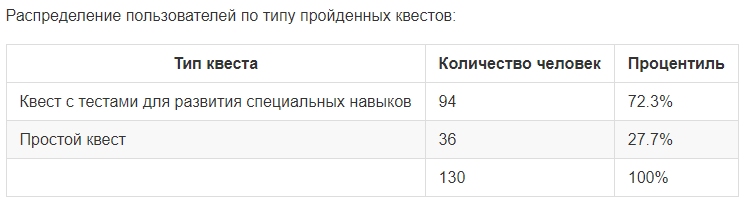 Распределение пользователей по типу пройденных квестов:
Тип квеста Количество человек Процентиль
Квест с тестами для развития специальных навыков 94 72.3%
Простой квест 36 27.7%
130 100%